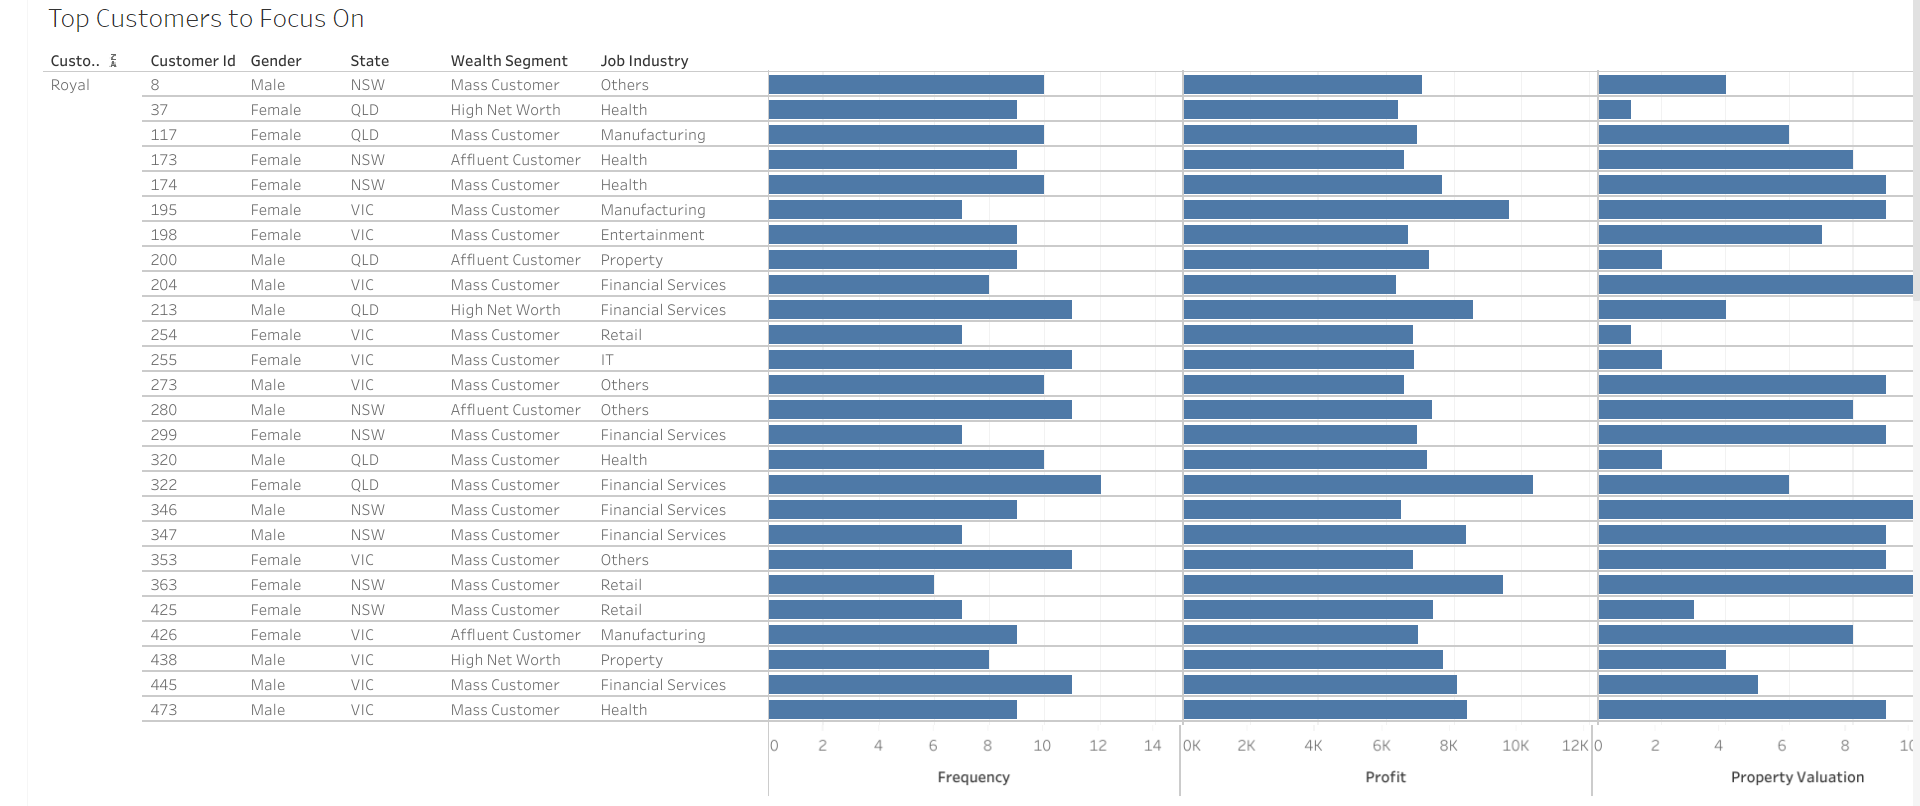 Top Customers to Focus On
Custo.. Customer Id Gender State Wealth Segment Job Industry
Royal 8 Male NSW Mass Customer Others
37 Female QLD High Net Worth Health
117 Female QLD Mass Customer Manufacturing
173 Female NSW Affluent Customer Health
174 Female NSW Mass Customer Health
195 Female VIC Mass Customer Manufacturing
198 Female VIC Mass Customer Entertainment
200 Male QLD Affluent Customer Property
204 Male VIC Mass Customer Financial Services
213 Male QLD High Net Worth Financial Services
254 Female VIC Mass Customer Retail
255 Female VIC Mass Customer IT
273 Male VIC Mass Customer Others
280 Male NSW Affluent Customer Others
299 Female NSW Mass Customer Financial Services
320 Male QLD Mass Customer Health
322 Female QLD Mass Customer Financial Services
346 Male NSW Mass Customer Financial Services
347 Male NSW Mass Customer Financial Services
353 Female VIC Mass Customer Others
363 Female NSW Mass Customer Retail
425 Female NSW Mass Customer Retail
426 Female VIC Affluent Customer Manufacturing
438 Male VIC High Net Worth Property
445 Male VIC Mass Customer Financial Services
473 Male VIC Mass Customer Health
0 2 4 6 8 10 12 14 0K 2K 4K 6K 8K 10K 12K 0 2 4 6 8
Frequency Profit Property Valuation